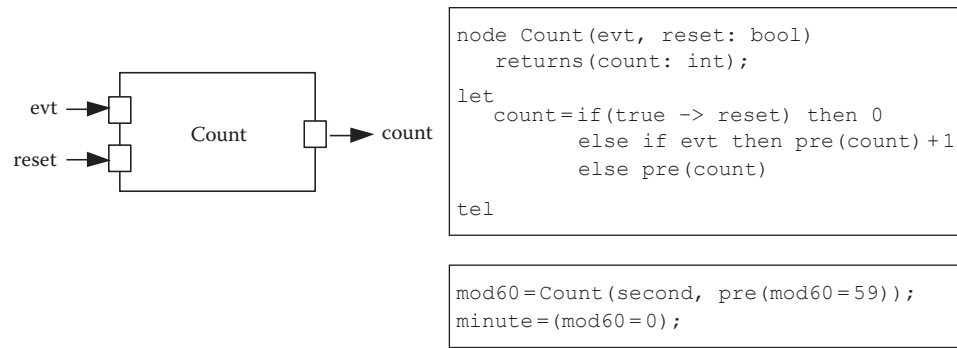 evt
reset
Count
count
node Count(evt, reset: bool)
returns(count: int);
let
count=if(true -> reset) then 0
else if evt then pre(count)+1
else pre(count)
tel
mod60=Count(second, pre(mod60=59));
minute=(mod60=0);